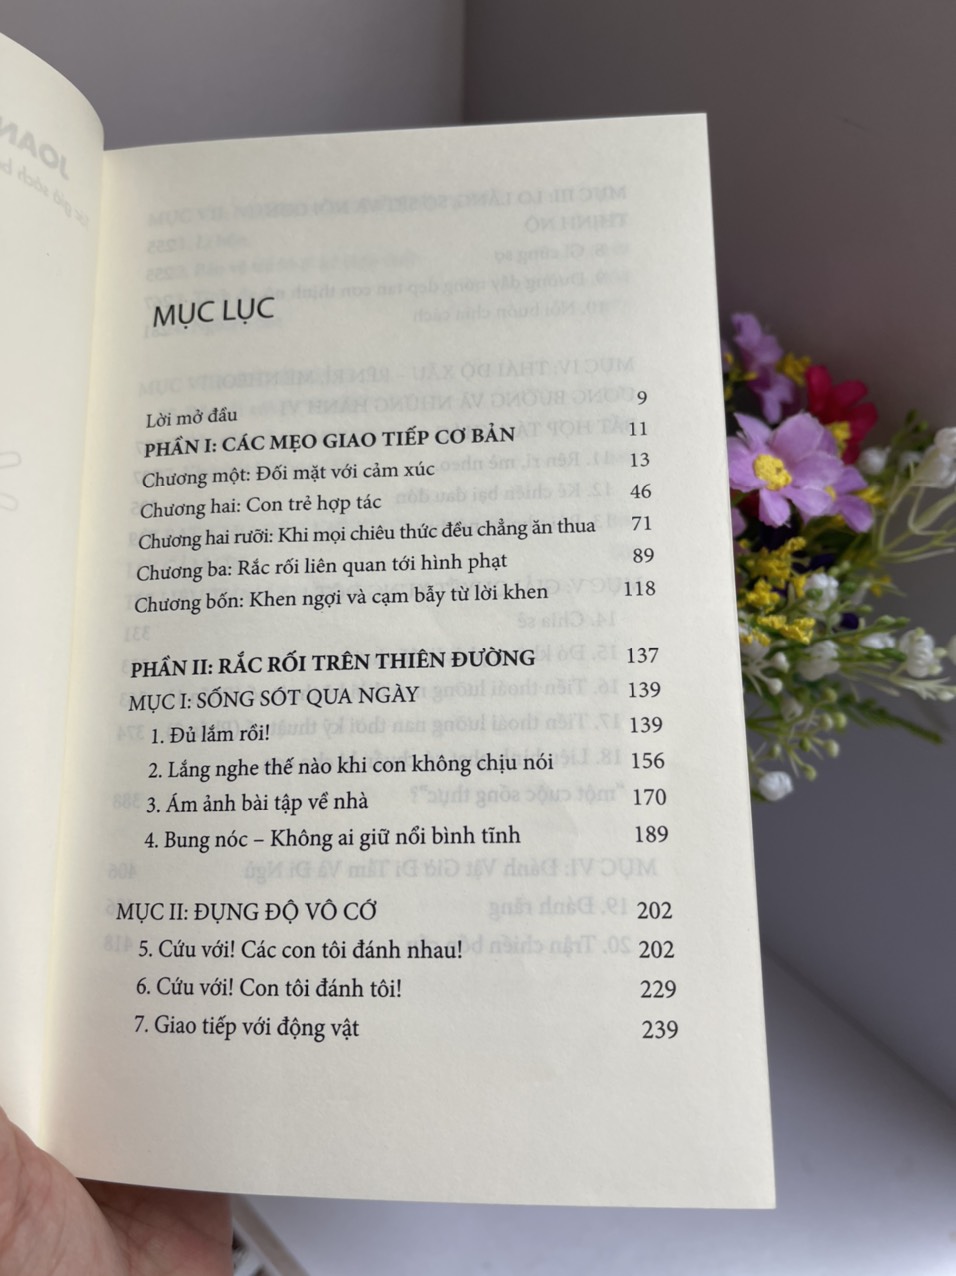 MỤC LỤC
Lời mở đầu 9
PHẦN I: CÁC MẸO GIAO TIẾP CƠ BẢN 11
Chương một: Đối mặt với cảm xúc 13
Chương hai: Con trẻ hợp tác 46
Chương hai rưỡi: Khi mọi chiêu thức đều chẳng ăn thua 71
Chương ba: Rắc rối liên quan tới hình phạt 89
Chương bốn: Khen ngợi và cạm bẫy từ lời khen 118
PHẦN II: RẮC RỐI TRÊN THIÊN ĐƯỜNG 137
MỤC I: SỐNG SÓT QUA NGÀY 139
1. Đủ lắm rồi! 139
2. Lắng nghe thế nào khi con không chịu nói 156
3. Ám ảnh bài tập về nhà 170
4. Bung nóc – Không ai giữ nổi bình tĩnh 189
MỤC II: ĐỤNG ĐỘ VÔ CỚ 202
5. Cứu với! Các con tôi đánh nhau! 202
6. Cứu với! Con tôi đánh tôi! 229
7. Giao tiếp với động vật 239